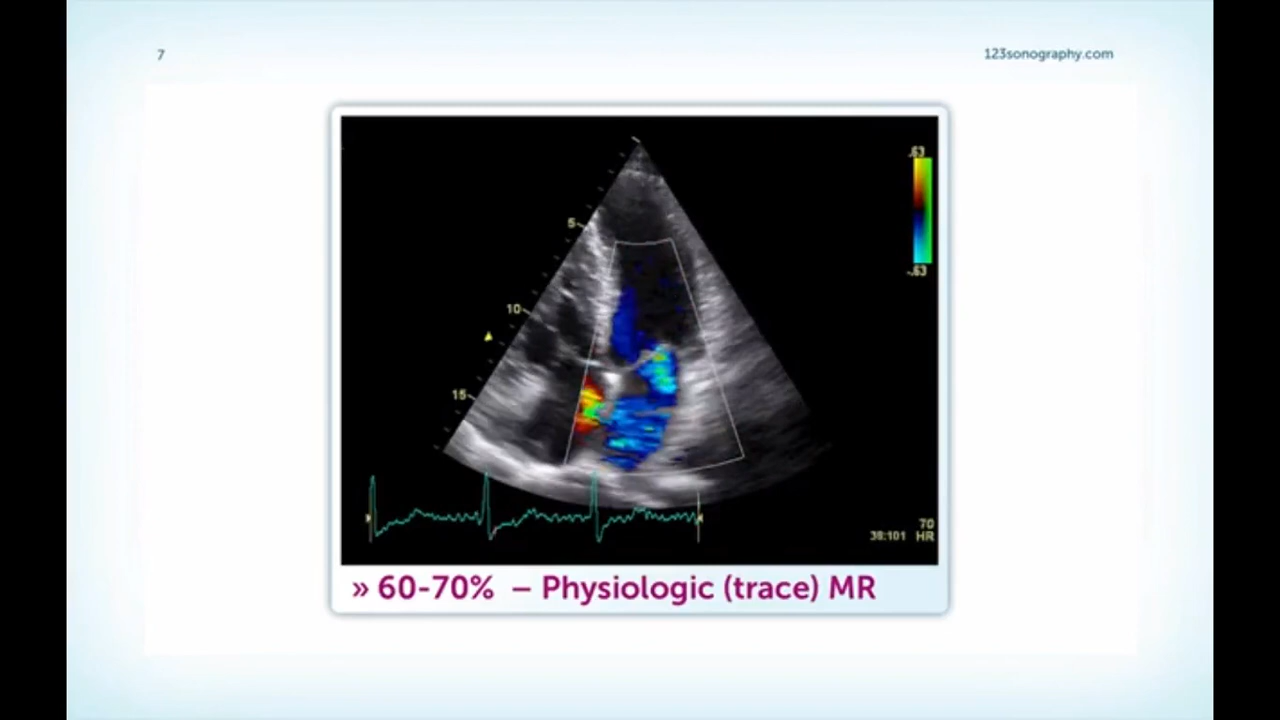 7
123sonography.com
.63
-.63
5
10
15
70
38:101 HR
» 60-70% – Physiologic (trace) MR